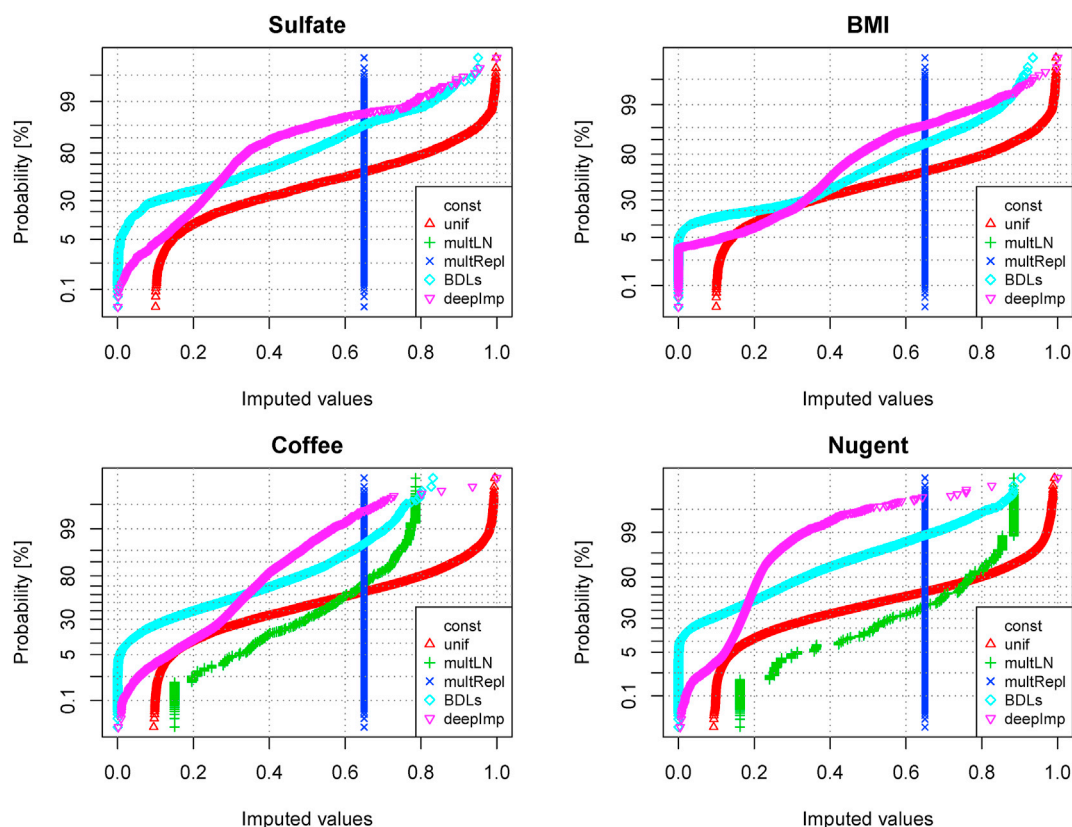 Sulfate
Probability [%]
99
80
30
5
0.1
const
unif
multLN
multRepl
BDLs
deepImp
0.0 0.2 0.4 0.6 0.8 1.0
Imputed values
BMI
Probability [%]
99
80
30
5
0.1
const
unif
multLN
multRepl
BDLs
deepImp
0.0 0.2 0.4 0.6 0.8 1.0
Imputed values
Coffee
Probability [%]
99
80
30
5
0.1
const
unif
multLN
multRepl
BDLs
deepImp
0.0 0.2 0.4 0.6 0.8 1.0
Imputed values
Nugent
Probability [%]
99
80
30
5
0.1
const
unif
multLN
multRepl
BDLs
deepImp
0.0 0.2 0.4 0.6 0.8 1.0
Imputed values